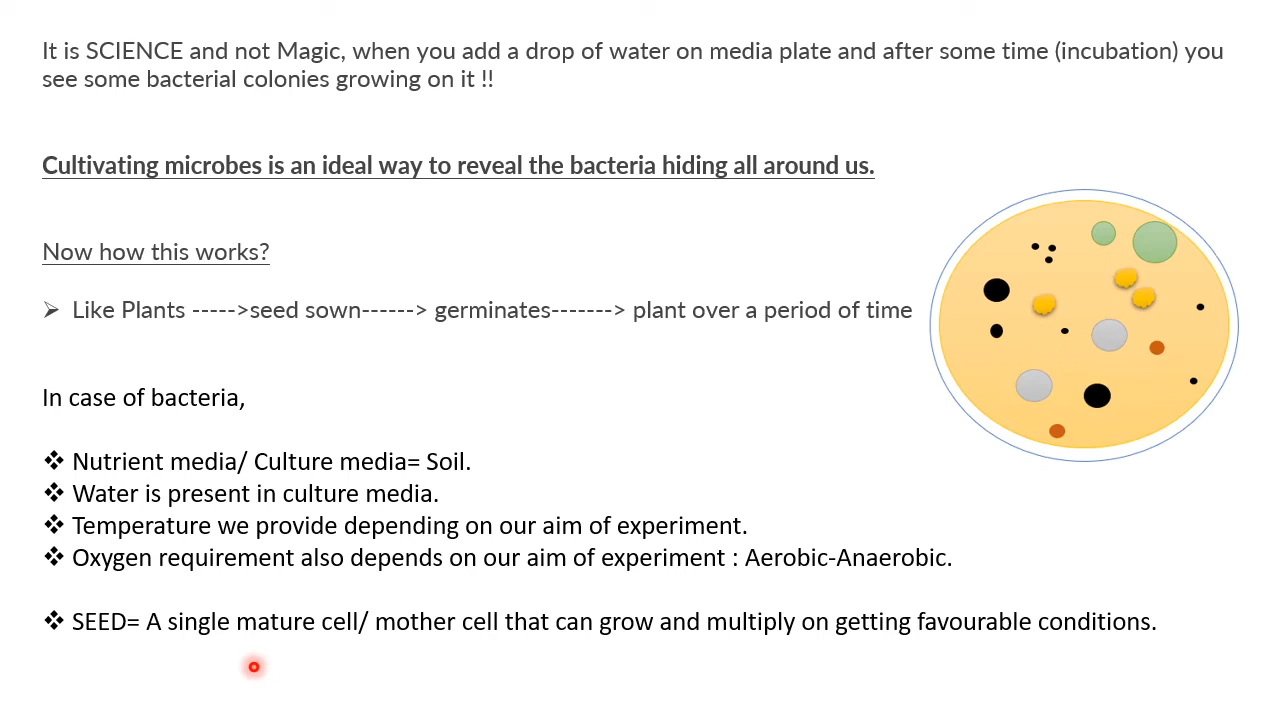 It is SCIENCE and not Magic, when you add a drop of water on media plate and after some time (incubation) you
see some bacterial colonies growing on it !!
Cultivating microbes is an ideal way to reveal the bacteria hiding all around us.
Now how this works?
➢ Like Plants ----->seed sown------> germinates-------> plant over a period of time
In case of bacteria,
❖ Nutrient media/ Culture media= Soil.
❖ Water is present in culture media.
❖ Temperature we provide depending on our aim of experiment.
❖ Oxygen requirement also depends on our aim of experiment : Aerobic-Anaerobic.
❖ SEED= A single mature cell/ mother cell that can grow and multiply on getting favourable conditions.